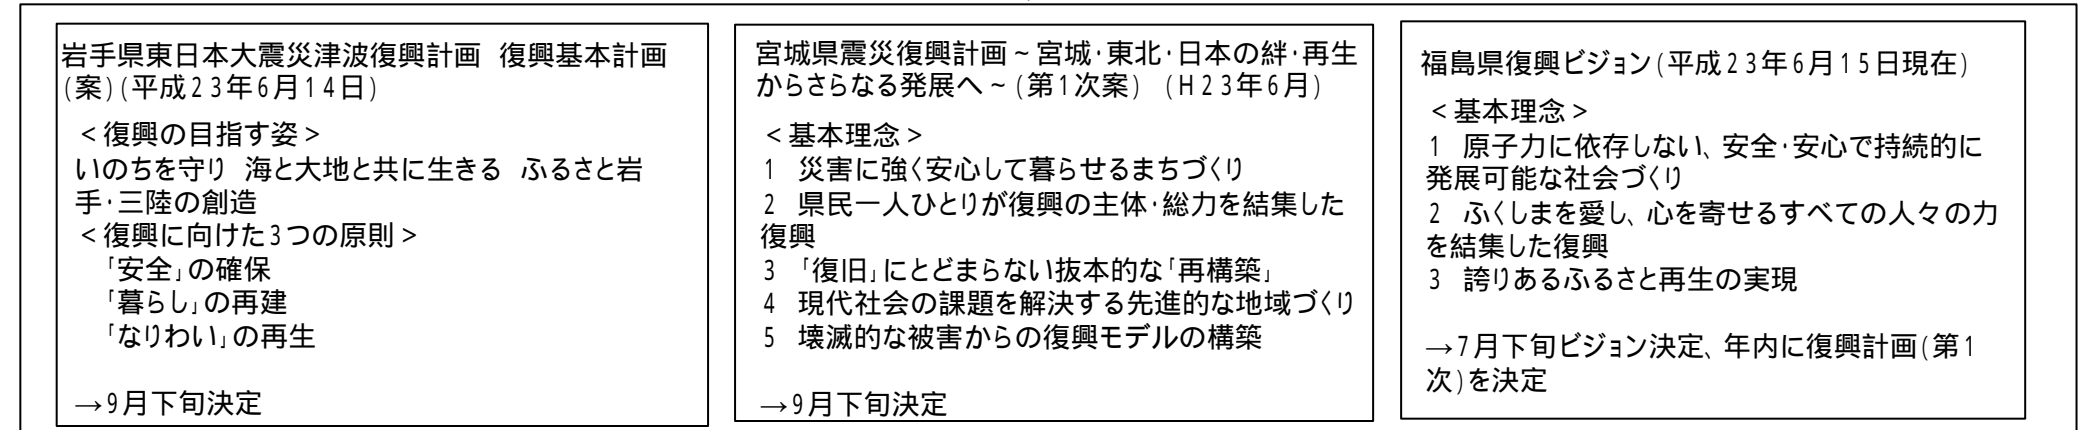 岩手県東日本大震災津波復興計画 復興基本計画
(案)(平成23年6月14日)
<復興の目指す姿>
いのちを守り 海と大地と共に生きる ふるさと岩
手・三陸の創造
<復興に向けた3つの原則>
「安全」の確保
「暮らし」の再建
「なりわい」の再生
→9月下旬決定
宮城県震災復興計画~宮城・東北・日本の絆・再生
からさらなる発展へ~(第1次案) (H23年6月)
<基本理念>
1 災害に強く安心して暮らせるまちづくり
2 県民一人ひとりが復興の主体・総力を結集した
復興
3 「復旧」にとどまらない抜本的な「再構築」
4 現代社会の課題を解決する先進的な地域づくり
5 壊滅的な被害からの復興モデルの構築
→9月下旬決定
福島県復興ビジョン(平成23年6月15日現在)
<基本理念>
1 原子力に依存しない、安全・安心で持続的に
発展可能な社会づくり
2 ふくしまを愛し、心を寄せるすべての人々の力
を結集した復興
3 誇りあるふるさと再生の実現
→7月下旬ビジョン決定、年内に復興計画(第1
次)を決定